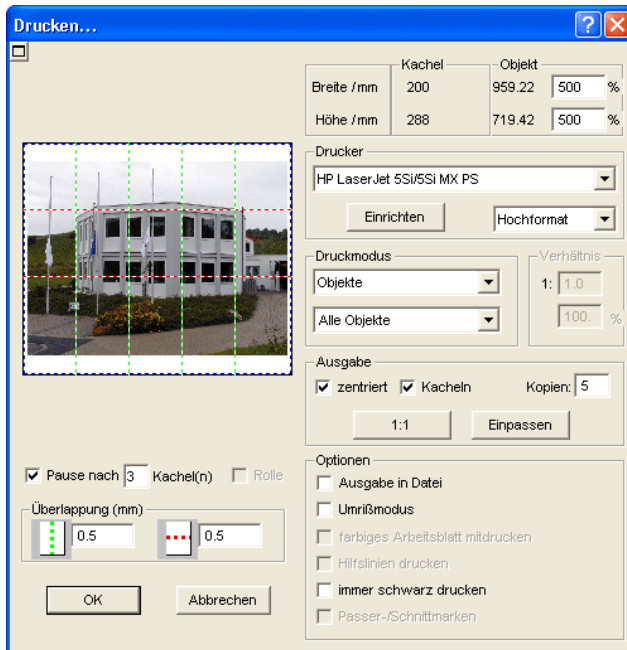 Drucken...
Kachel Objekt
Breite /mm 200 959.22 500 %
Höhe /mm 288 719.42 500 %
Drucker
HP LaserJet 5Si/5Si MX PS
Einrichten Hochformat
Druckmodus Verhältnis
Objekte 1: 1.0
Alle Objekte 100. %
Ausgabe
zentriert Kacheln Kopien: 5
1:1 Einpassen
Pause nach 3 Kachel(n) Rolle
Überlappung (mm)
0.5 0.5
OK Abbrechen
Optionen
Ausgabe in Datei
Umrißmodus
farbiges Arbeitsblatt mitdrucken
Hilfslinien drucken
immer schwarz drucken
Passer-/Schnittmarken